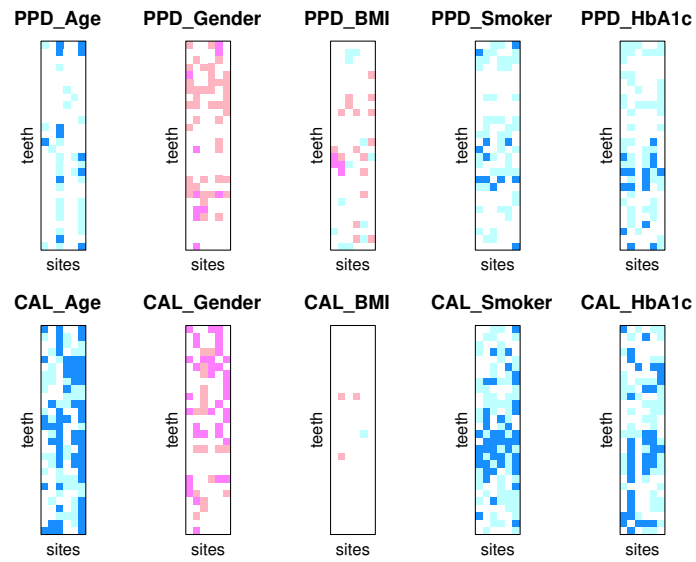 PPD_Age PPD_Gender PPD_BMI PPD_Smoker PPD_HbA1c
teeth teeth teeth teeth teeth
sites sites sites sites sites
CAL_Age CAL_Gender CAL_BMI CAL_Smoker CAL_HbA1c
teeth teeth teeth teeth teeth
sites sites sites sites sites